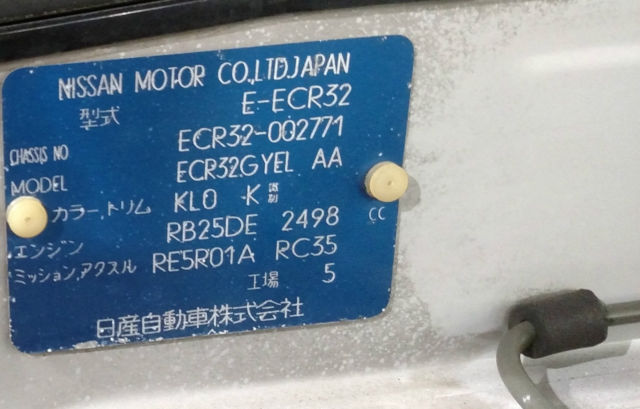 NISSAN MOTOR CO.,LTD.JAPAN
型式 E-ECR32
CHASSIS NO ECR32-002771
MODEL ECR32GYEL AA
カラー,トリム KL0 -K 識別
エンジン RB25DE 2498 CC
ミッション,アクスル RE5R01A RC35
工場 5
日産自動車株式会社